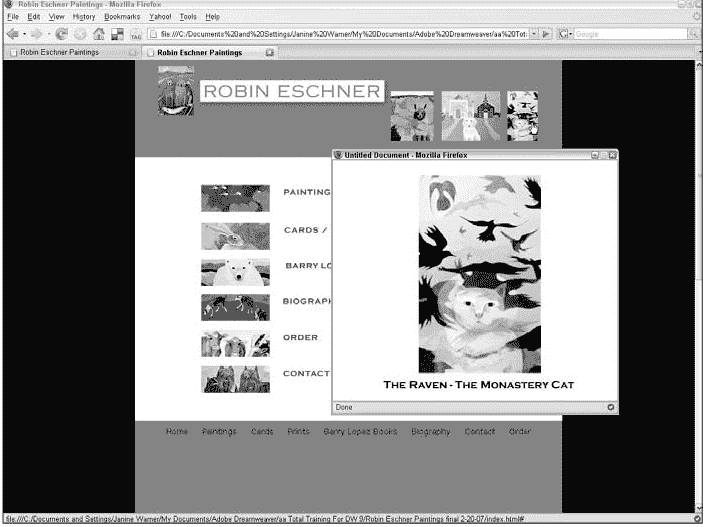 Robin Eschner Paintings - Mozilla Firefox
File Edit View History Bookmarks Yahoo! Tools Help
file:///C:/Documents%20and%20Settings/Janine Warner/My%20Documents/Adobe%20Dreamweaver/aa%20Tot
Google
Robin Eschner Paintings
Robin Eschner Paintings
ROBIN ESCHNER
Untitled Document - Mozilla Firefox
PAINTING
CARDS /
BARRY LO
BIOGRAPH
ORDER
CONTACT
THE RAVEN - THE MONASTERY CAT
Done
Home Paintings Cards Prints Barry Lopez Books Biography Contact Order
file:///C:/Documents and Settings/Janine Warner/My Documents/Adobe Dreamweaver/aa Total Training For DW 9/Robin Eschner Paintings final 2-20-07/index.html#